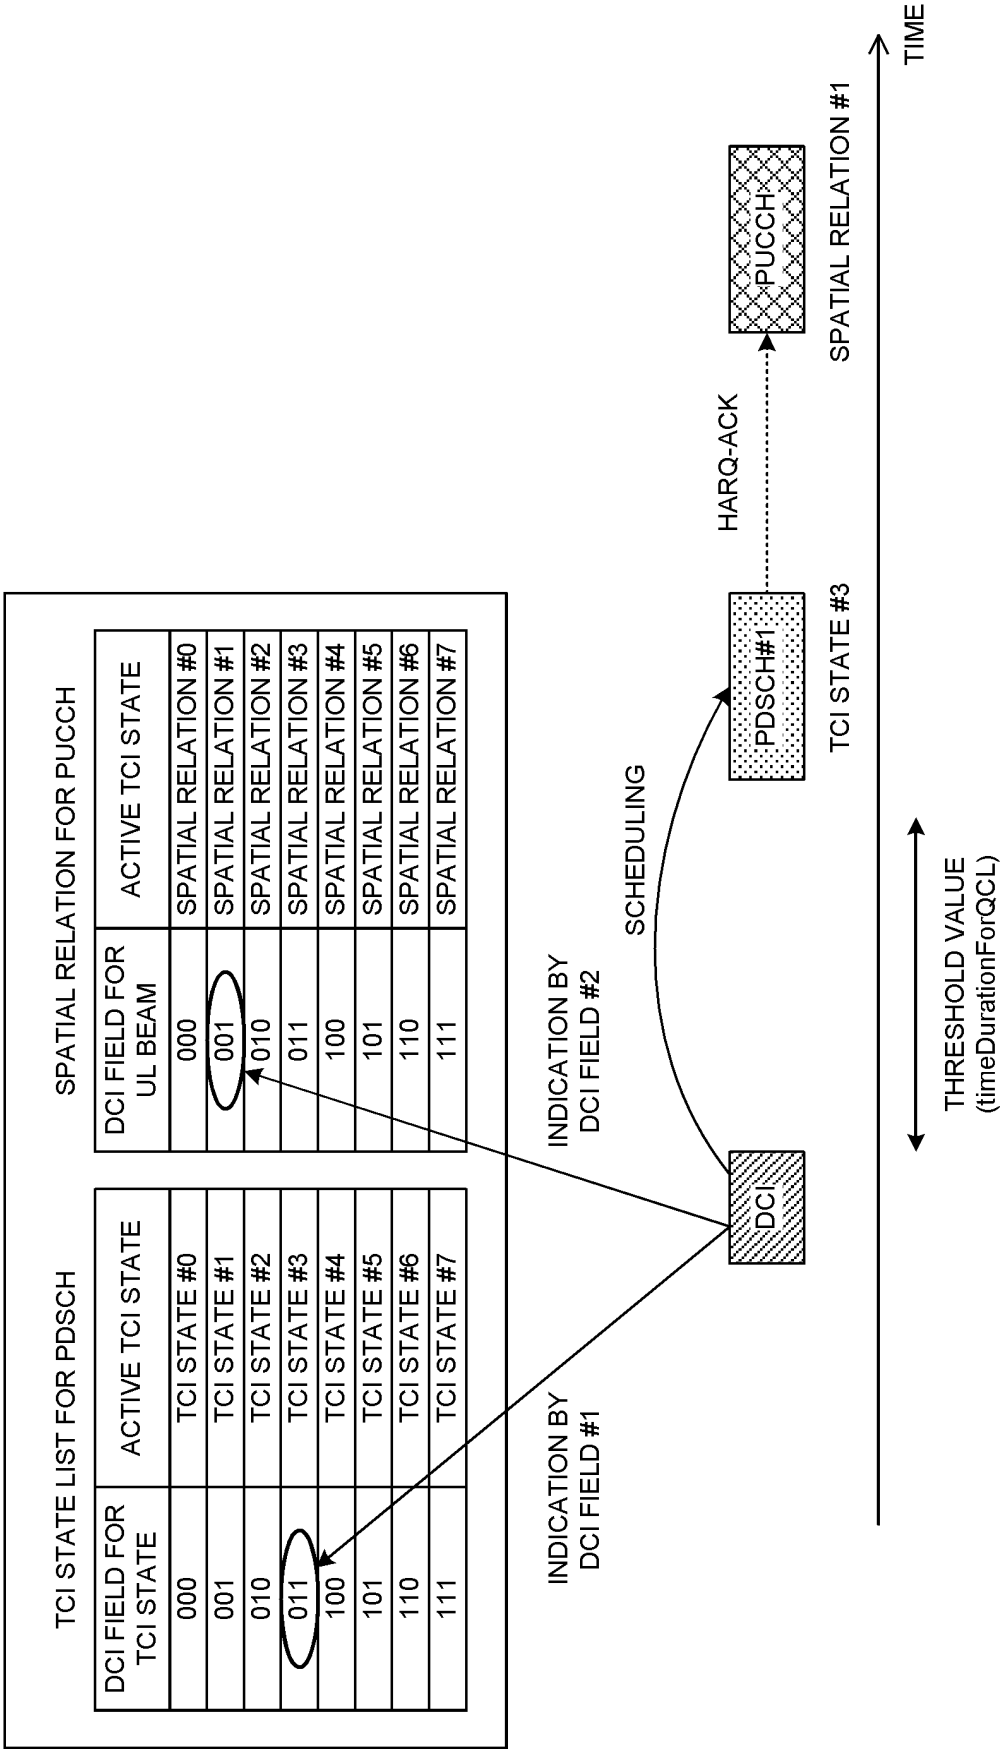 TCI STATE LIST FOR PDSCH
DCI FIELD FOR
TCI STATE
ACTIVE TCI STATE
000 TCI STATE #0
001 TCI STATE #1
010 TCI STATE #2
011 TCI STATE #3
100 TCI STATE #4
101 TCI STATE #5
110 TCI STATE #6
111 TCI STATE #7
SPATIAL RELATION FOR PUCCH
DCI FIELD FOR
UL BEAM
ACTIVE TCI STATE
000 SPATIAL RELATION #0
001 SPATIAL RELATION #1
010 SPATIAL RELATION #2
011 SPATIAL RELATION #3
100 SPATIAL RELATION #4
101 SPATIAL RELATION #5
110 SPATIAL RELATION #6
111 SPATIAL RELATION #7
INDICATION BY
DCI FIELD #1
INDICATION BY
DCI FIELD #2
SCHEDULING
HARQ-ACK
DCI
PDSCH#1
PUCCH
TCI STATE #3
SPATIAL RELATION #1
TIME
THRESHOLD VALUE
(timeDurationForQCL)